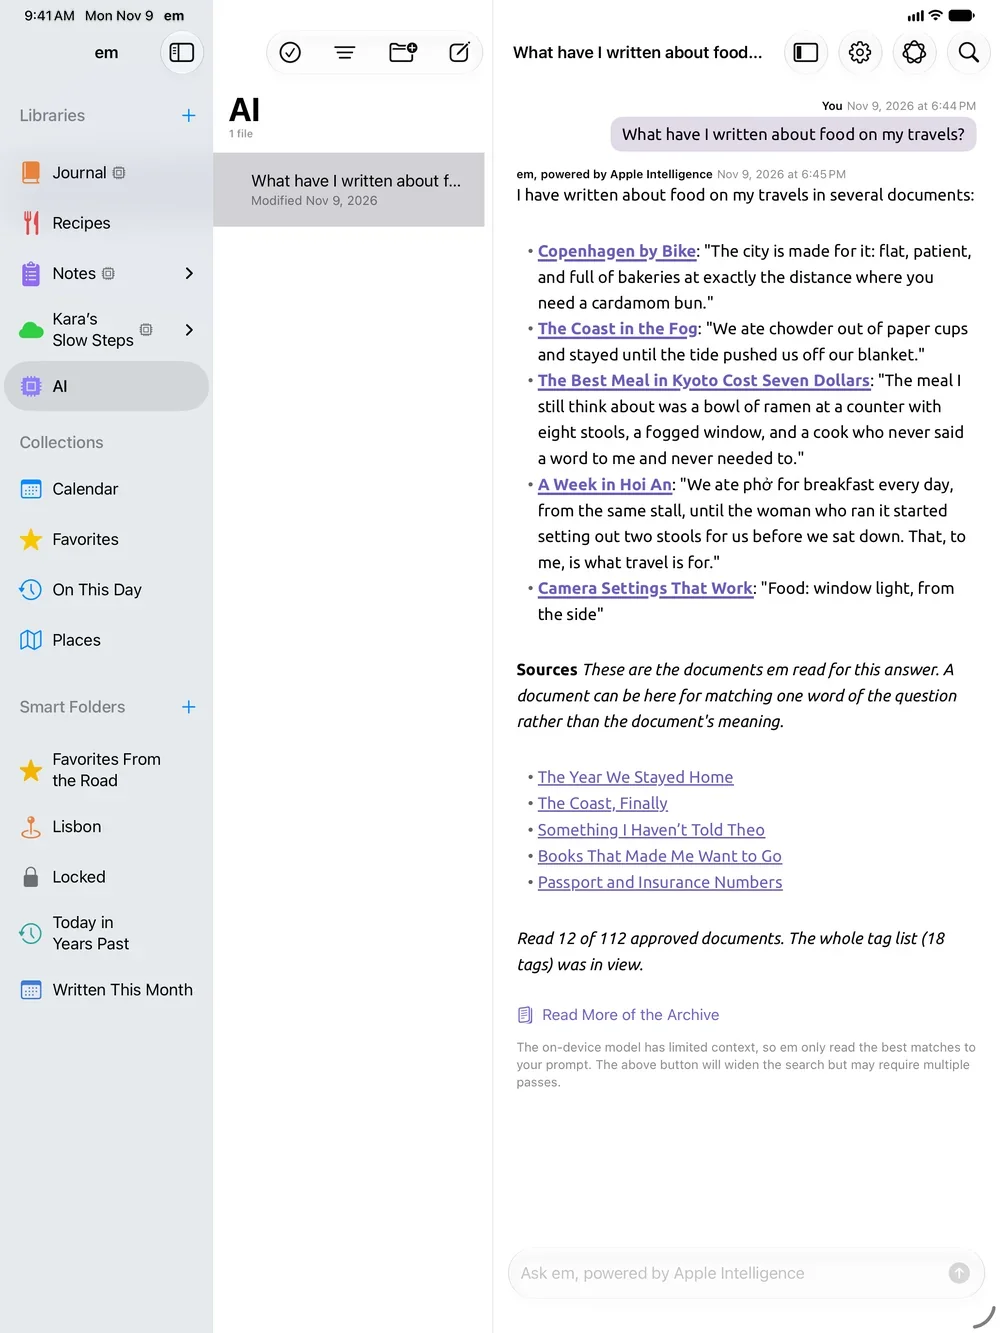 9:41 AM Mon Nov 9 em
em
Libraries
Journal
Recipes
Notes
Kara's
Slow Steps
AI
Collections
Calendar
Favorites
On This Day
Places
Smart Folders
Favorites From
the Road
Lisbon
Locked
Today in
Years Past
Written This Month
AI
1 file
What have I written about f...
Modified Nov 9, 2026
What have I written about food...
You Nov 9, 2026 at 6:44 PM
What have I written about food on my travels?
em, powered by Apple Intelligence Nov 9, 2026 at 6:45 PM
I have written about food on my travels in several documents:
• Copenhagen by Bike: "The city is made for it: flat, patient,
and full of bakeries at exactly the distance where you
need a cardamom bun."
• The Coast in the Fog: "We ate chowder out of paper cups
and stayed until the tide pushed us off our blanket."
• The Best Meal in Kyoto Cost Seven Dollars: "The meal I
still think about was a bowl of ramen at a counter with
eight stools, a fogged window, and a cook who never said
a word to me and never needed to."
• A Week in Hoi An: "We ate phở for breakfast every day,
from the same stall, until the woman who ran it started
setting out two stools for us before we sat down. That, to
me, is what travel is for."
• Camera Settings That Work: "Food: window light, from
the side"
Sources These are the documents em read for this answer. A
document can be here for matching one word of the question
rather than the document's meaning.
• The Year We Stayed Home
• The Coast, Finally
• Something I Haven't Told Theo
• Books That Made Me Want to Go
• Passport and Insurance Numbers
Read 12 of 112 approved documents. The whole tag list (18
tags) was in view.
Read More of the Archive
The on-device model has limited context, so em only read the best matches to
your prompt. The above button will widen the search but may require multiple
passes.
Ask em, powered by Apple Intelligence